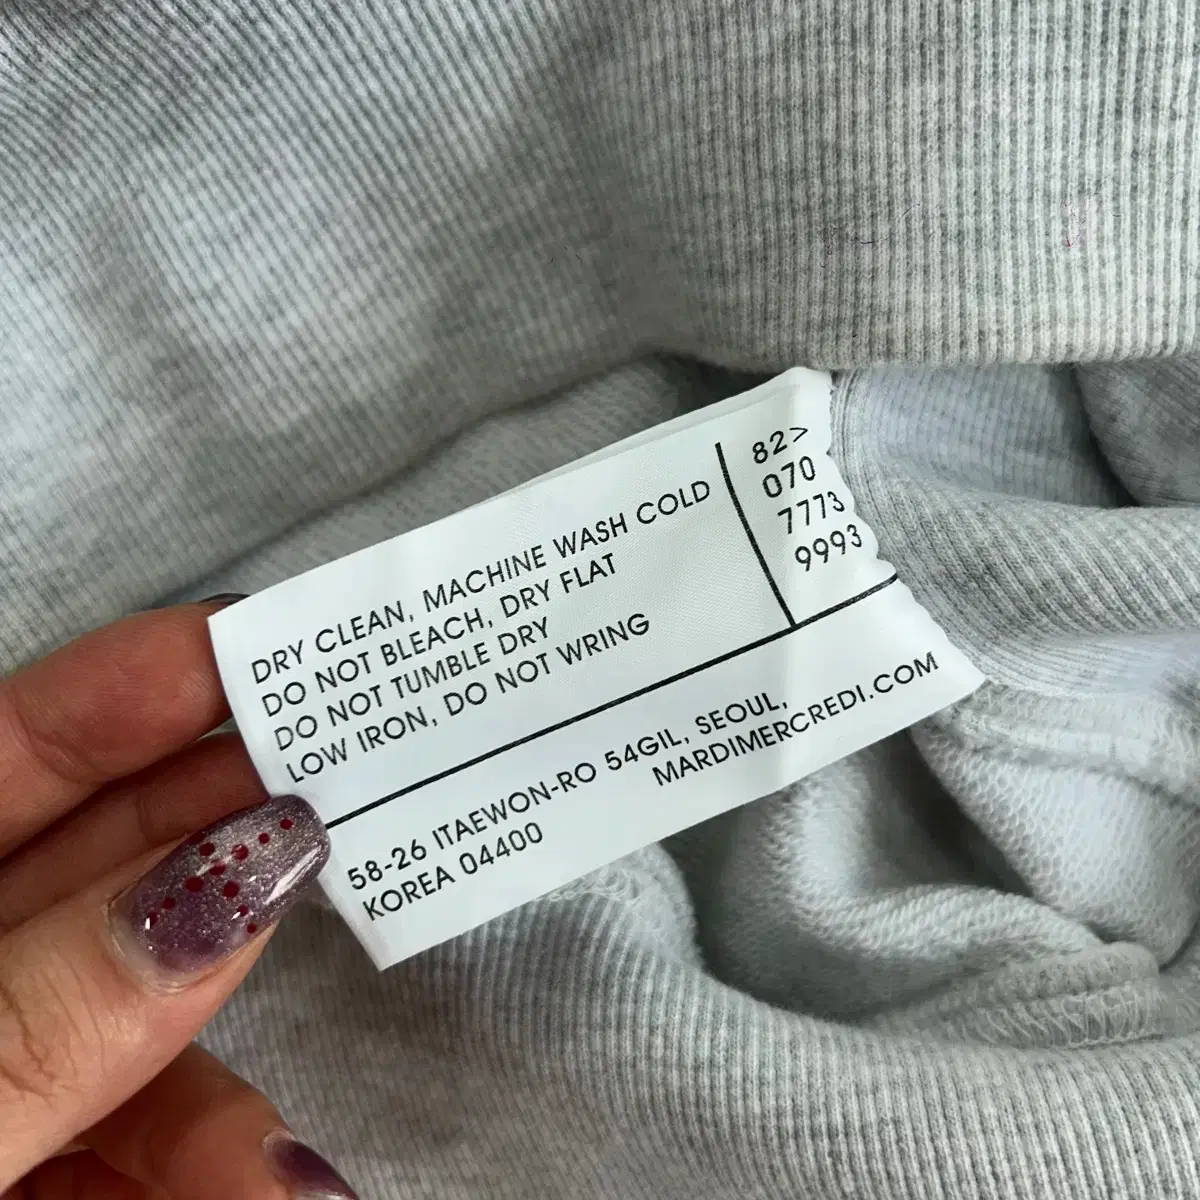 DRY CLEAN, MACHINE WASH COLD
DO NOT BLEACH, DRY FLAT
DO NOT TUMBLE DRY
LOW IRON, DO NOT WRING
82>
070
7773
9993
58-26 ITAEWON-RO 54GIL, SEOUL,
KOREA 04400
MARDIMERCREDI.COM